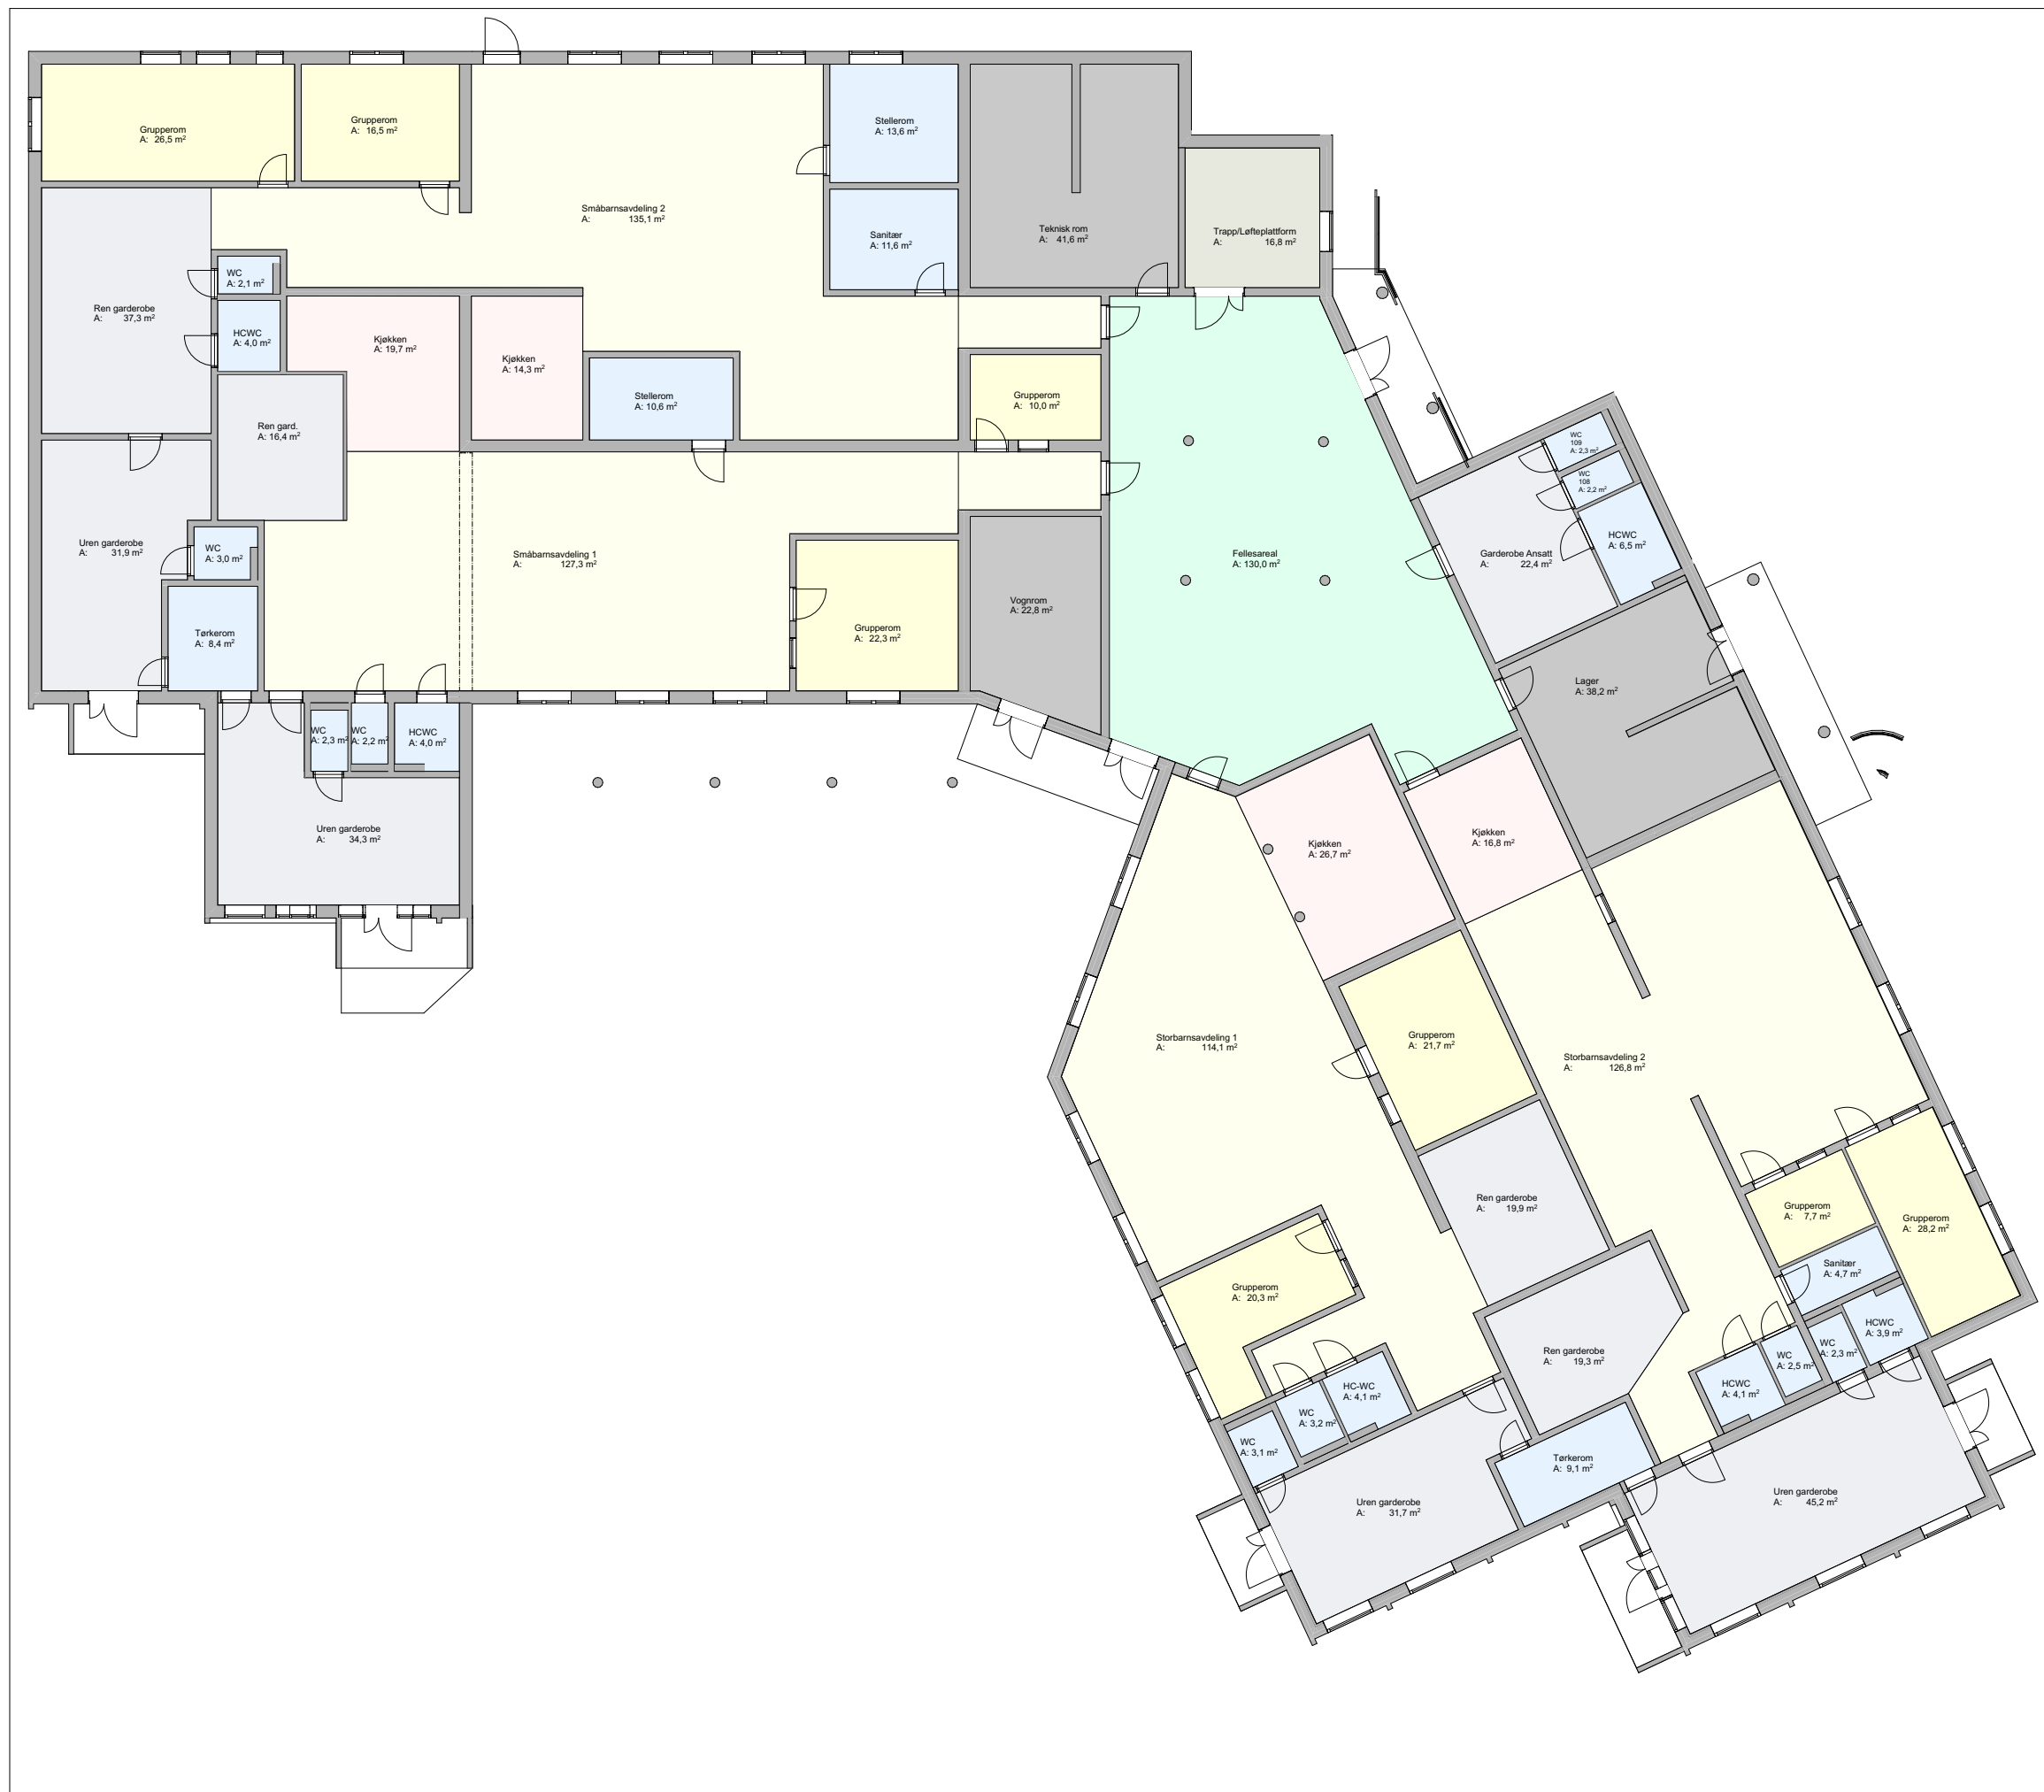 Grupperom
A: 26,5 m²
Grupperom
A: 16,5 m²
Småbarnsavdeling 2
A: 135,1 m²
Stellerom
A: 13,6 m²
Sanitær
A: 11,6 m²
Teknisk rom
A: 41,6 m²
Trapp/Løfteplattform
A: 16,8 m²
Ren garderobe
A: 37,3 m²
WC
A: 2,1 m²
HCWC
A: 4,0 m²
Kjøkken
A: 19,7 m²
Kjøkken
A: 14,3 m²
Stellerom
A: 10,6 m²
Grupperom
A: 10,0 m²
Ren gard.
A: 16,4 m²
Uren garderobe
A: 31,9 m²
WC
A: 3,0 m²
Tørkerom
A: 8,4 m²
Småbarnsavdeling 1
A: 127,3 m²
Grupperom
A: 22,3 m²
Vognrom
A: 22,8 m²
Fellesareal
A: 130,0 m²
WC
109
A: 2,3 m²
WC
108
A: 2,2 m²
HCWC
A: 6,5 m²
Garderobe Ansatt
A: 22,4 m²
Lager
A: 38,2 m²
WC
A: 2,3 m²
WC
A: 2,2 m²
HCWC
A: 4,0 m²
Uren garderobe
A: 34,3 m²
Kjøkken
A: 26,7 m²
Kjøkken
A: 16,8 m²
Storbarnsavdeling 1
A: 114,1 m²
Grupperom
A: 21,7 m²
Storbarnsavdeling 2
A: 126,8 m²
Ren garderobe
A: 19,9 m²
Grupperom
A: 7,7 m²
Grupperom
A: 28,2 m²
Sanitær
A: 4,7 m²
Grupperom
A: 20,3 m²
HCWC
A: 3,9 m²
WC
A: 2,3 m²
WC
A: 2,5 m²
HCWC
A: 4,1 m²
Ren garderobe
A: 19,3 m²
HC-WC
A: 4,1 m²
WC
A: 3,2 m²
WC
A: 3,1 m²
Tørkerom
A: 9,1 m²
Uren garderobe
A: 31,7 m²
Uren garderobe
A: 45,2 m²